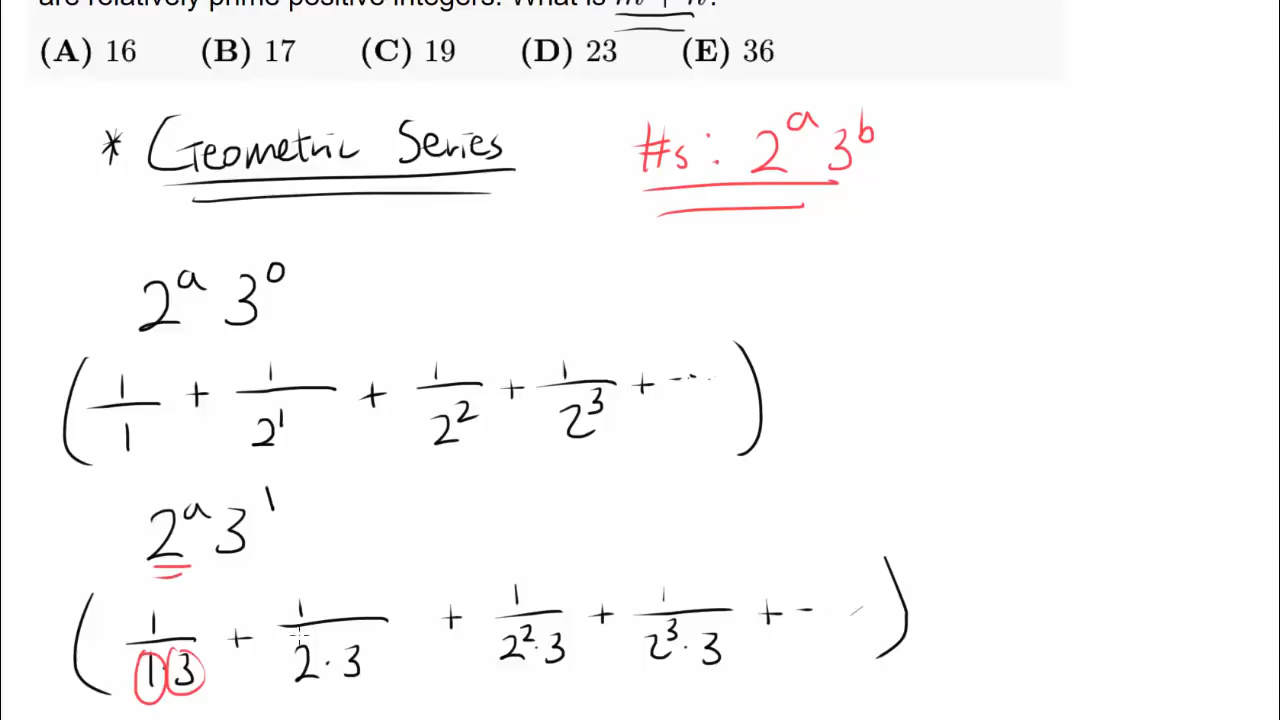 are relatively prime positive integers. What is m + n?
(A) 16 (B) 17 (C) 19 (D) 23 (E) 36
* Geometric Series #s: 2^a 3^b
2^a 3^0
( 1/1 + 1/2^1 + 1/2^2 + 1/2^3 + ... )
2^a 3^1
( 1/1·3 + 1/2·3 + 1/2^2·3 + 1/2^3·3 + ... )